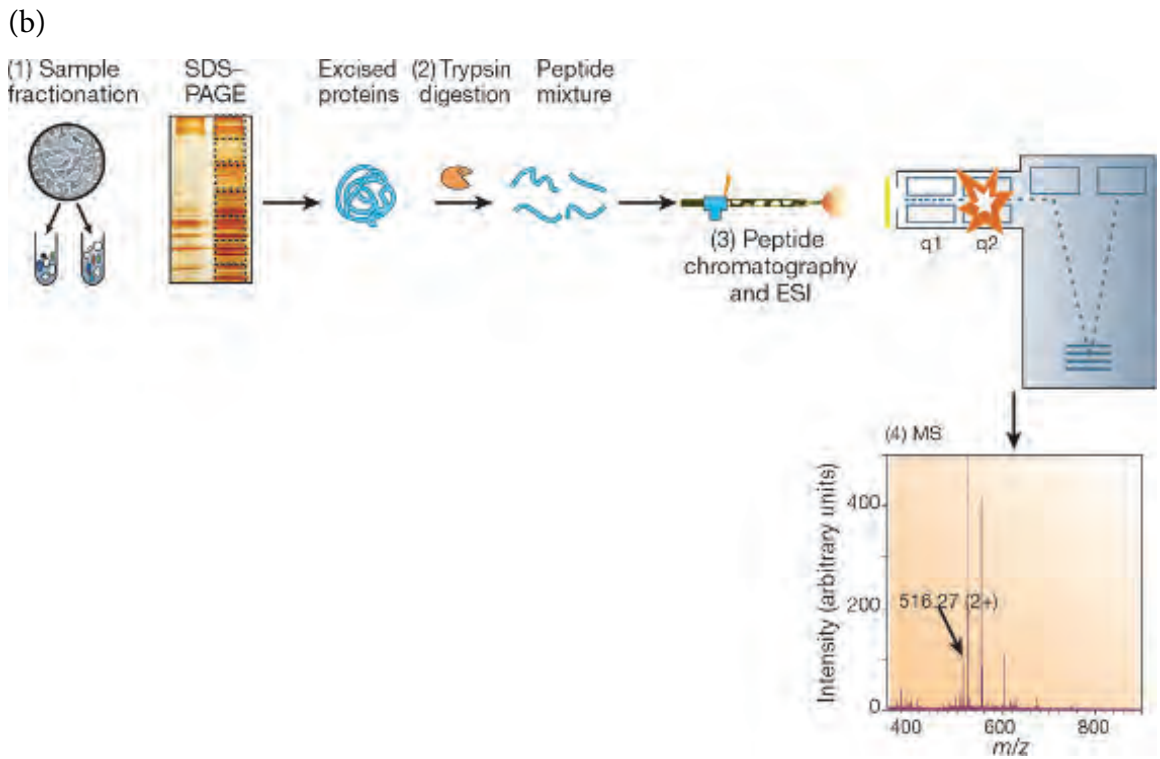 (b)
(1) Sample
fractionation
SDS–
PAGE
Excised
proteins
(2) Trypsin
digestion
Peptide
mixture
(3) Peptide
chromatography
and ESI
q1
q2
(4) MS
Intensity (arbitrary units)
400
200
0
516.27 (2+)
400
600
800
m/z